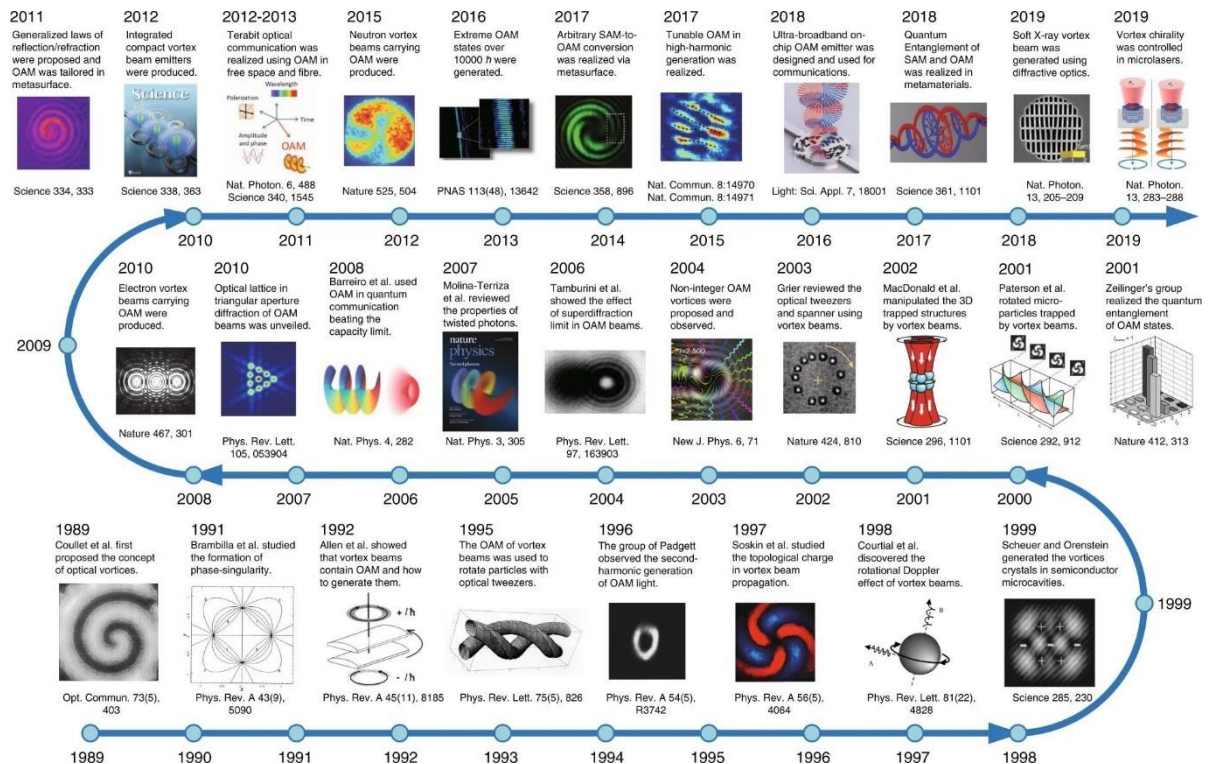 2011
Generalized laws of
reflection/refraction
were proposed and
OAM was tailored in
metasurface.
Science 334, 333
2012
Integrated
compact vortex
beam emitters
were produced.
Science
Science 338, 363
2012-2013
Terabit optical
communication was
realized using OAM in
free space and fibre.
Wavelength
Polarization
Time
Amplitude
and phase
OAM
Nat. Photon. 6, 488
Science 340, 1545
2015
Neutron vortex
beams carrying
OAM were
produced.
Nature 525, 504
2016
Extreme OAM
states over
10000 ℏ were
generated.
PNAS 113(48), 13642
2017
Arbitrary SAM-to-
OAM conversion
was realized via
metasurface.
Science 358, 896
2017
Tunable OAM in
high-harmonic
generation was
realized.
Nat. Commun. 8:14970
Nat. Commun. 8:14971
2018
Ultra-broadband on-
chip OAM emitter was
designed and used for
communications.
Light: Sci. Appl. 7, 18001
2018
Quantum
Entanglement of
SAM and OAM
was realized in
metamaterials.
Science 361, 1101
2019
Soft X-ray vortex
beam was
generated using
diffractive optics.
Nat. Photon.
13, 205–209
2019
Vortex chirality
was controlled
in microlasers.
Nat. Photon.
13, 283–288
2010
2011
2012
2013
2014
2015
2016
2017
2018
2019
2009
2010
Electron vortex
beams carrying
OAM were
produced.
Nature 467, 301
2010
Optical lattice in
triangular aperture
diffraction of OAM
beams was unveiled.
Phys. Rev. Lett.
105, 053904
2008
Barreiro et al. used
OAM in quantum
communication
beating the
capacity limit.
Nat. Phys. 4, 282
2007
Molina-Terriza
et al. reviewed
the properties of
twisted photons.
nature
physics
Nat. Phys. 3, 305
2006
Tamburini et al.
showed the effect
of superdiffraction
limit in OAM beams.
Phys. Rev. Lett.
97, 163903
2004
Non-integer OAM
vortices were
proposed and
observed.
l=2.500
New J. Phys. 6, 71
2003
Grier reviewed the
optical tweezers
and spanner using
vortex beams.
Nature 424, 810
2002
MacDonald et al.
manipulated the 3D
trapped structures
by vortex beams.
Science 296, 1101
2001
Paterson et al.
rotated micro-
particles trapped
by vortex beams.
Science 292, 912
2001
Zeilinger's group
realized the quantum
entanglement
of OAM states.
Nature 412, 313
2008
2007
2006
2005
2004
2003
2002
2001
2000
1989
Coullet et al. first
proposed the concept
of optical vortices.
Opt. Commun. 73(5),
403
1991
Brambilla et al. studied
the formation of
phase-singularity.
Phys. Rev. A 43(9),
5090
1992
Allen et al. showed
that vortex beams
contain OAM and how
to generate them.
+ lℏ
- lℏ
Phys. Rev. A 45(11), 8185
1995
The OAM of vortex
beams was used to
rotate particles with
optical tweezers.
Phys. Rev. Lett. 75(5), 826
1996
The group of Padgett
observed the second-
harmonic generation
of OAM light.
Phys. Rev. A 54(5),
R3742
1997
Soskin et al. studied
the topological charge
in vortex beam
propagation.
Phys. Rev. A 56(5),
4064
1998
Courtial et al.
discovered the
rotational Doppler
effect of vortex beams.
B
A
Phys. Rev. Lett. 81(22),
4828
1999
Scheuer and Orenstein
generated the vortices
crystals in semiconductor
microcavities.
Science 285, 230
1999
1989
1990
1991
1992
1993
1994
1995
1996
1997
1998